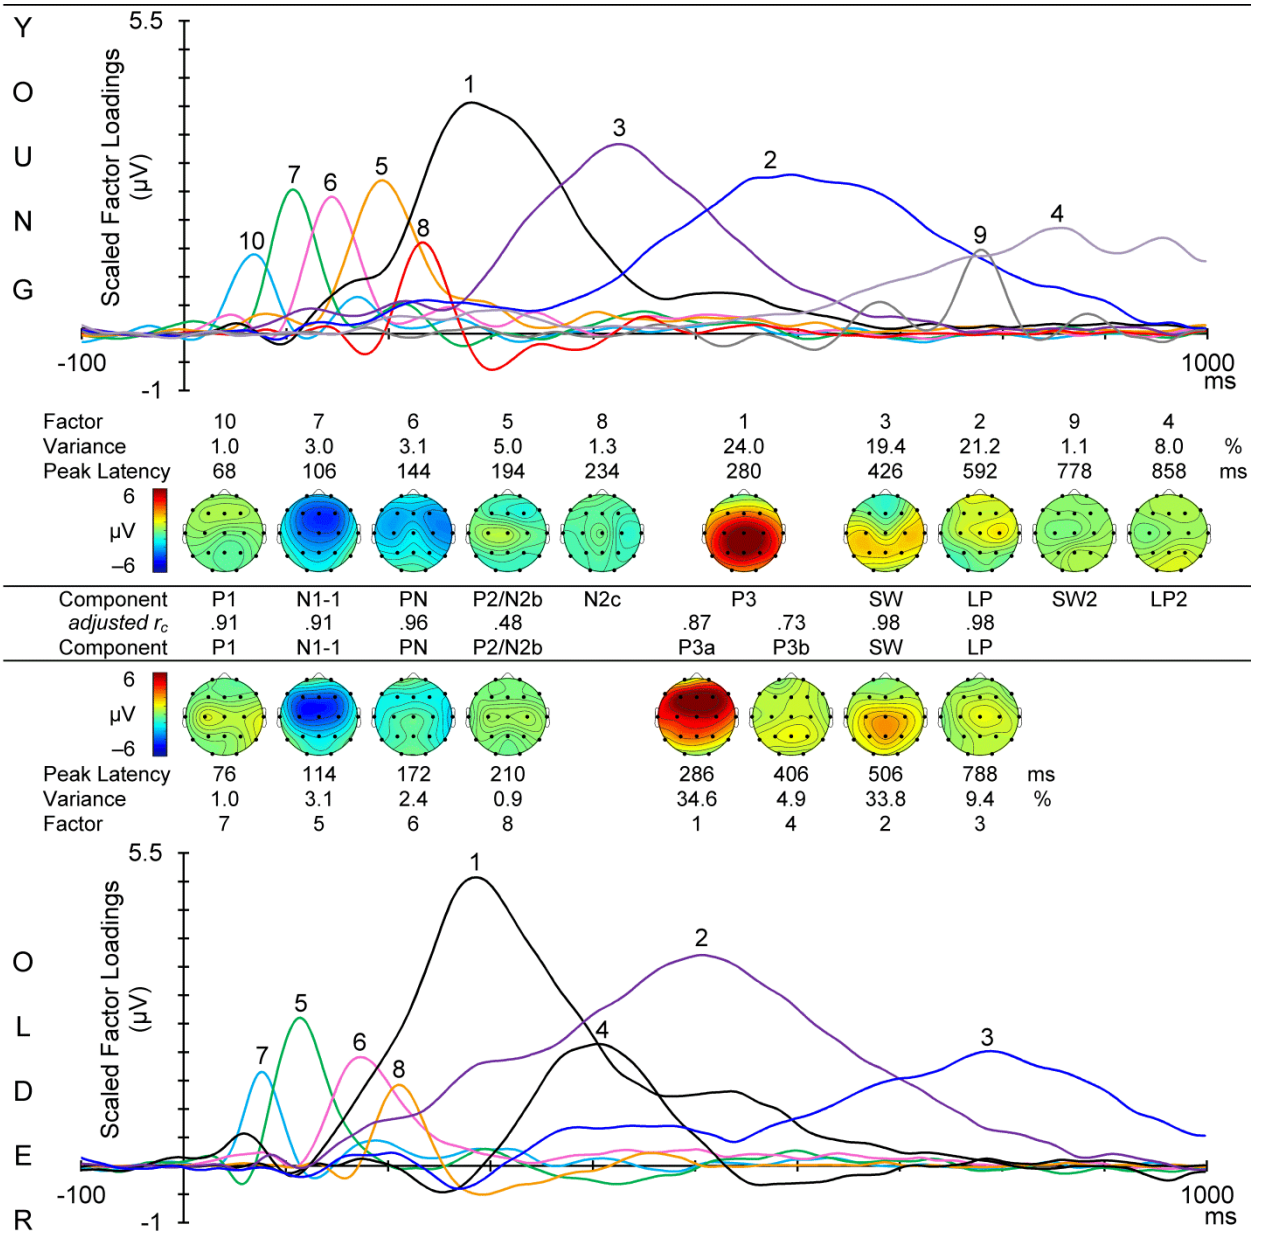 YOUNG
5.5
Scaled Factor Loadings
(µV)
1
3
2
7
6
5
4
8
9
10
-100
1000
ms
-1
Factor 10 7 6 5 8 1 3 2 9 4
Variance 1.0 3.0 3.1 5.0 1.3 24.0 19.4 21.2 1.1 8.0 %
Peak Latency 68 106 144 194 234 280 426 592 778 858 ms
6
µV
–6
Component P1 N1-1 PN P2/N2b N2c P3 SW LP SW2 LP2
adjusted rc .91 .91 .96 .48 .87 .73 .98 .98
Component P1 N1-1 PN P2/N2b P3a P3b SW LP
6
µV
–6
Peak Latency 76 114 172 210 286 406 506 788 ms
Variance 1.0 3.1 2.4 0.9 34.6 4.9 33.8 9.4 %
Factor 7 5 6 8 1 4 2 3
OLDER
5.5
Scaled Factor Loadings
(µV)
1
2
5
4
3
6
7
8
-100
1000
ms
-1